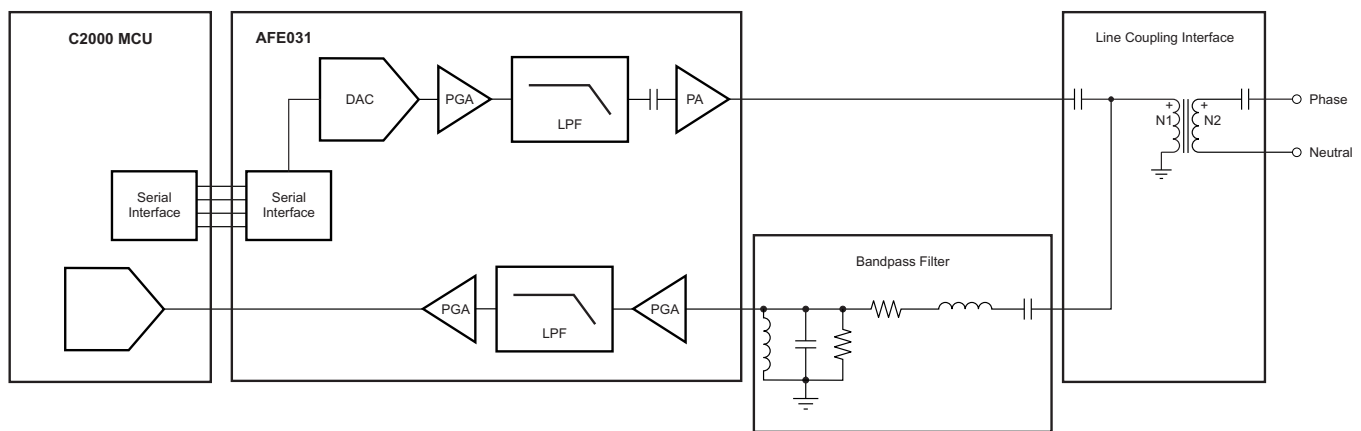 C2000 MCU
AFE031
Line Coupling Interface
DAC
PGA
LPF
PA
+
N1
+
N2
Phase
Neutral
Serial
Interface
Serial
Interface
Bandpass Filter
PGA
LPF
PGA